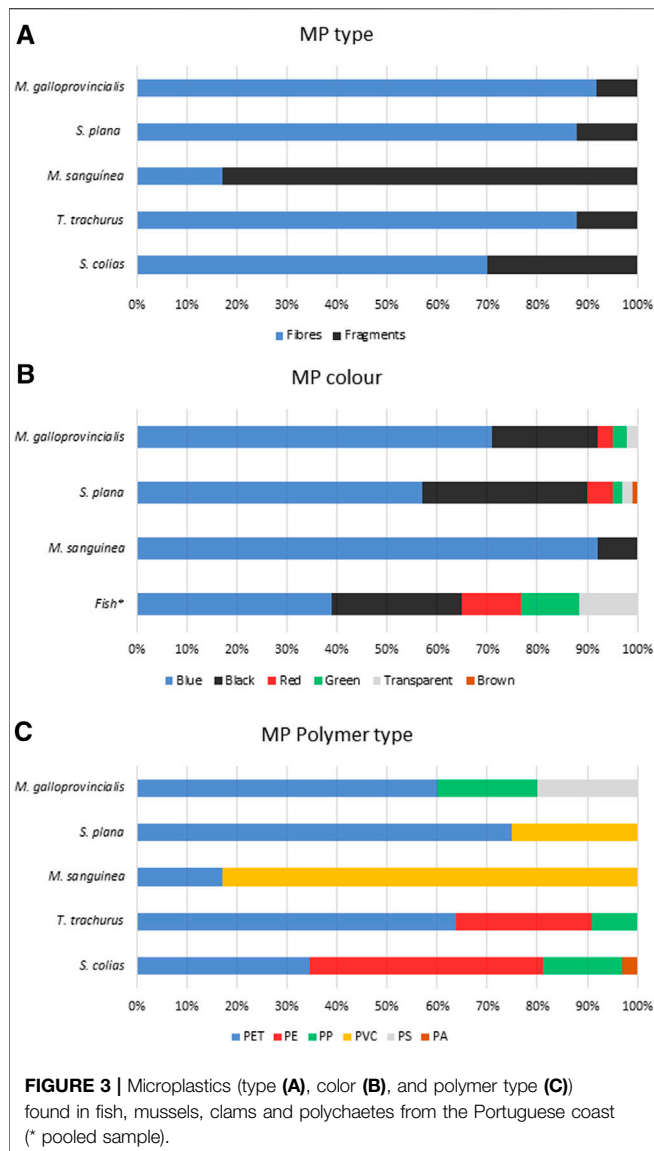 A
MP type
M. galloprovincialis
S. plana
M. sanguínea
T. trachurus
S. colias
0% 10% 20% 30% 40% 50% 60% 70% 80% 90% 100%
Fibres Fragments
B
MP colour
M. galloprovincialis
S. plana
M. sanguinea
Fish*
0% 10% 20% 30% 40% 50% 60% 70% 80% 90% 100%
Blue Black Red Green Transparent Brown
C
MP Polymer type
M. galloprovincialis
S. plana
M. sanguinea
T. trachurus
S. colias
0% 10% 20% 30% 40% 50% 60% 70% 80% 90% 100%
PET PE PP PVC PS PA
FIGURE 3 | Microplastics (type (A), color (B), and polymer type (C))
found in fish, mussels, clams and polychaetes from the Portuguese coast
(* pooled sample).